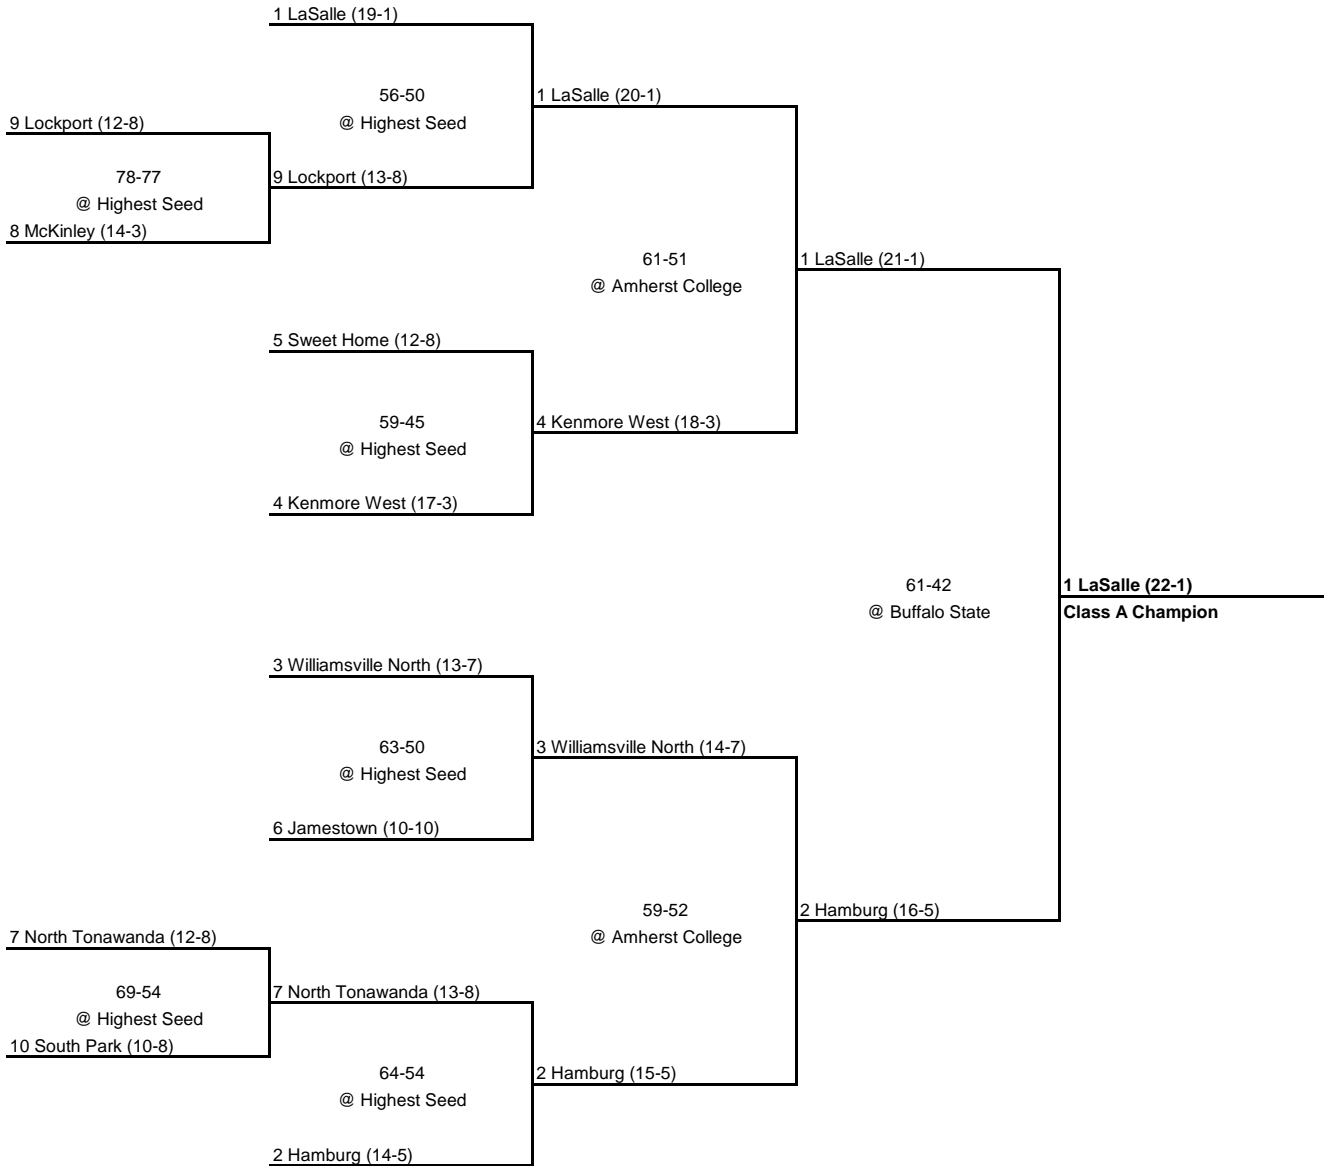 1 LaSalle (19-1)
56-50
1 LaSalle (20-1)
9 Lockport (12-8)
@ Highest Seed
78-77
9 Lockport (13-8)
@ Highest Seed
8 McKinley (14-3)
61-51
1 LaSalle (21-1)
@ Amherst College
5 Sweet Home (12-8)
59-45
4 Kenmore West (18-3)
@ Highest Seed
4 Kenmore West (17-3)
61-42
1 LaSalle (22-1)
@ Buffalo State
Class A Champion
3 Williamsville North (13-7)
63-50
3 Williamsville North (14-7)
@ Highest Seed
6 Jamestown (10-10)
59-52
2 Hamburg (16-5)
7 North Tonawanda (12-8)
@ Amherst College
69-54
7 North Tonawanda (13-8)
@ Highest Seed
10 South Park (10-8)
64-54
2 Hamburg (15-5)
@ Highest Seed
2 Hamburg (14-5)